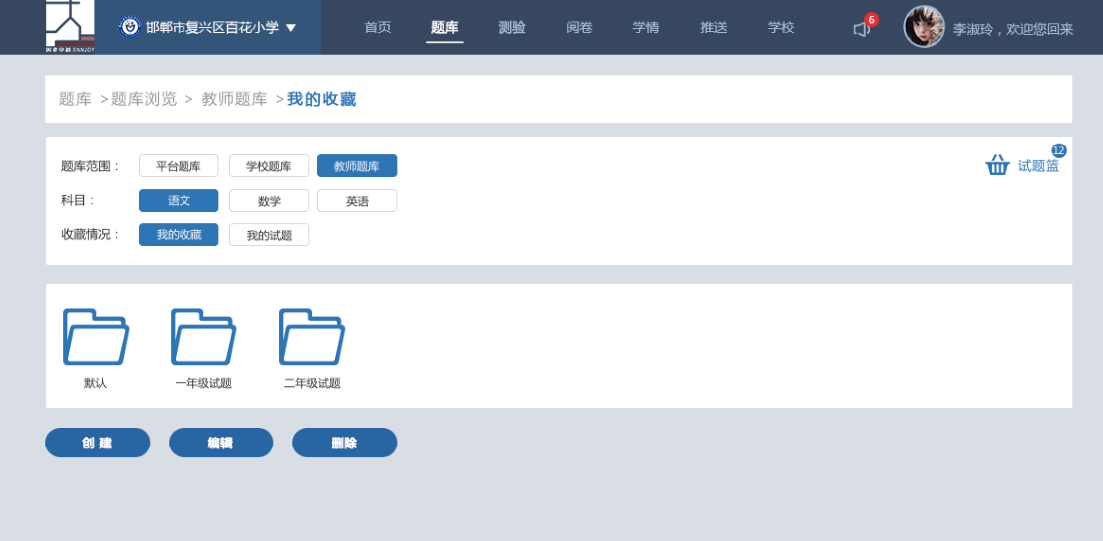 邯郸市复兴区百花小学 ▼ 首页 题库 测验 阅卷 学情 推送 学校 6 李淑玲，欢迎您回来
ENNJOY
题库 >题库浏览 > 教师题库 >我的收藏
题库范围： 平台题库 学校题库 教师题库 12 试题篮
科目： 语文 数学 英语
收藏情况： 我的收藏 我的试题
默认 一年级试题 二年级试题
创 建 编辑 删除